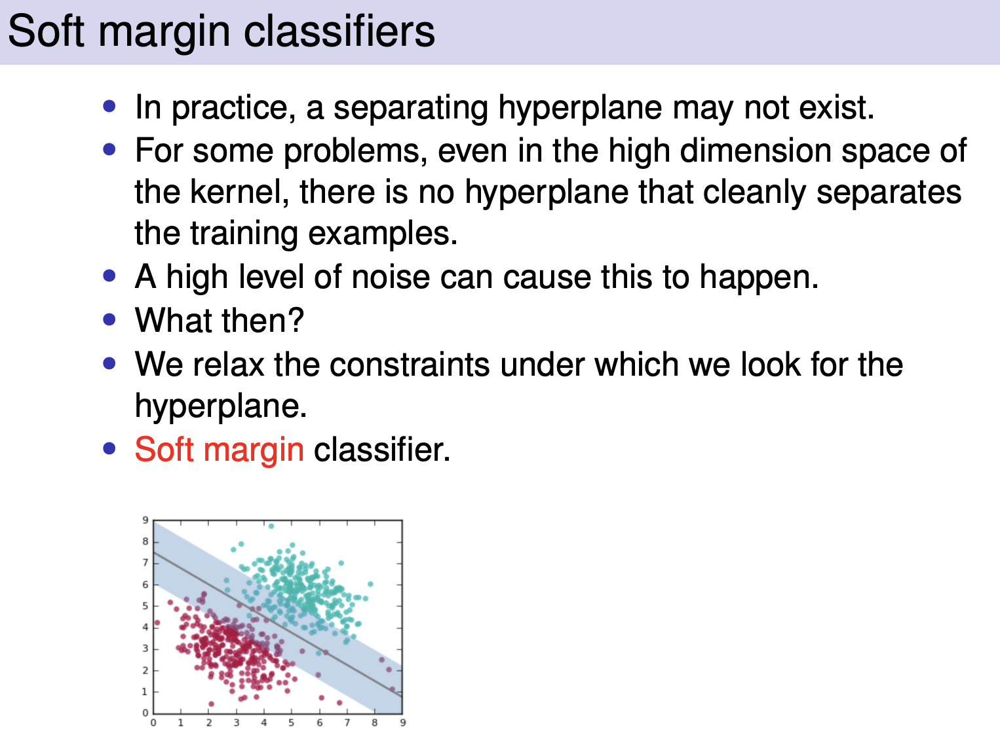 Soft margin classifiers
• In practice, a separating hyperplane may not exist.
• For some problems, even in the high dimension space of
the kernel, there is no hyperplane that cleanly separates
the training examples.
• A high level of noise can cause this to happen.
• What then?
• We relax the constraints under which we look for the
hyperplane.
• Soft margin classifier.
9
8
7
6
5
4
3
2
1
0
0 1 2 3 4 5 6 7 8 9